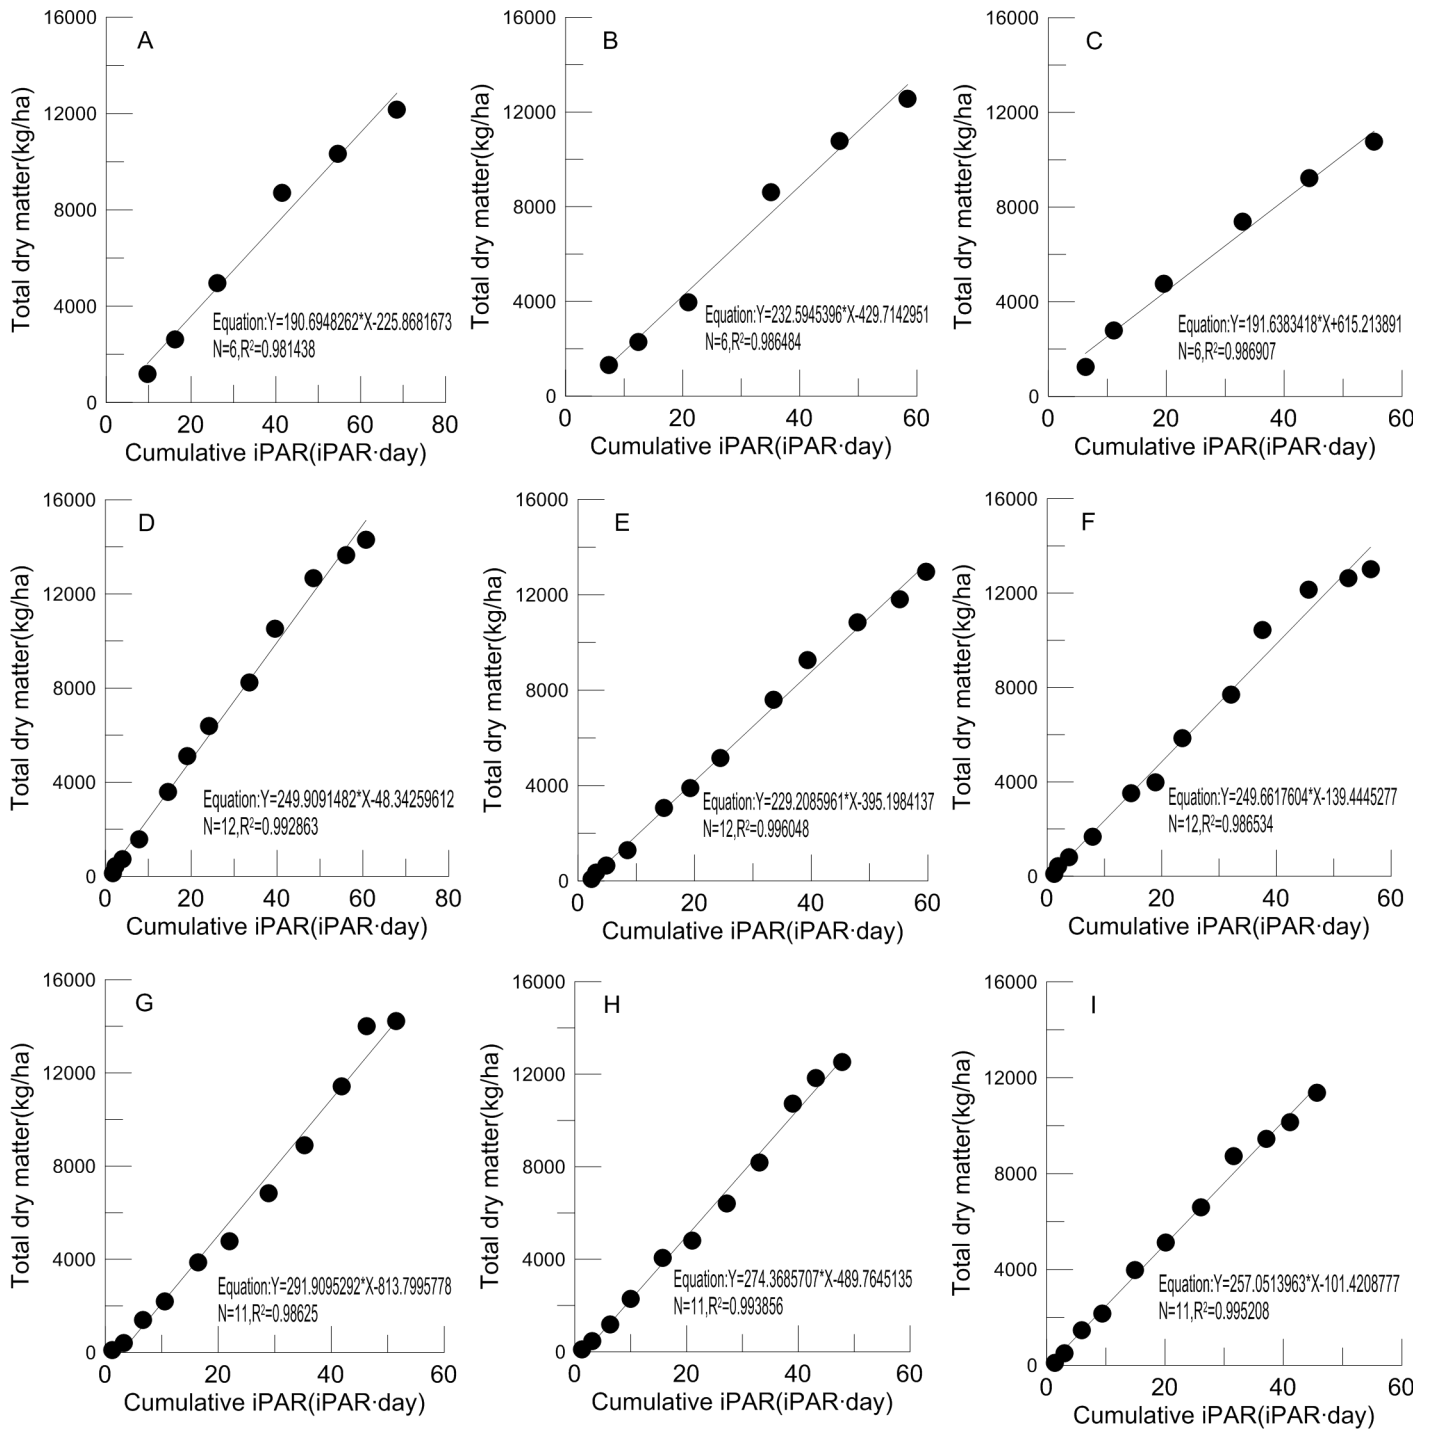 A
Total dry matter(kg/ha)
16000
12000
8000
4000
0
Equation:Y=190.6948262*X-225.8681673
N=6,R²=0.981438
0 20 40 60 80
Cumulative iPAR(iPAR·day)
B
Total dry matter(kg/ha)
16000
12000
8000
4000
0
Equation:Y=232.5945396*X-429.7142951
N=6,R²=0.986484
0 20 40 60
Cumulative iPAR(iPAR·day)
C
Total dry matter(kg/ha)
16000
12000
8000
4000
0
Equation:Y=191.6383418*X+615.213891
N=6,R²=0.986907
0 20 40 60
Cumulative iPAR(iPAR·day)
D
Total dry matter(kg/ha)
16000
12000
8000
4000
0
Equation:Y=249.9091482*X-48.34259612
N=12,R²=0.992863
0 20 40 60 80
Cumulative iPAR(iPAR·day)
E
Total dry matter(kg/ha)
16000
12000
8000
4000
0
Equation:Y=229.2085961*X-395.1984137
N=12,R²=0.996048
0 20 40 60
Cumulative iPAR(iPAR·day)
F
Total dry matter(kg/ha)
16000
12000
8000
4000
0
Equation:Y=249.6617604*X-139.4445277
N=12,R²=0.986534
0 20 40 60
Cumulative iPAR(iPAR·day)
G
Total dry matter(kg/ha)
16000
12000
8000
4000
0
Equation:Y=291.9095292*X-813.7995778
N=11,R²=0.98625
0 20 40 60
Cumulative iPAR(iPAR·day)
H
Total dry matter(kg/ha)
16000
12000
8000
4000
0
Equation:Y=274.3685707*X-489.7645135
N=11,R²=0.993856
0 20 40 60
Cumulative iPAR(iPAR·day)
I
Total dry matter(kg/ha)
16000
12000
8000
4000
0
Equation:Y=257.0513963*X-101.4208777
N=11,R²=0.995208
0 20 40 60
Cumulative iPAR(iPAR·day)